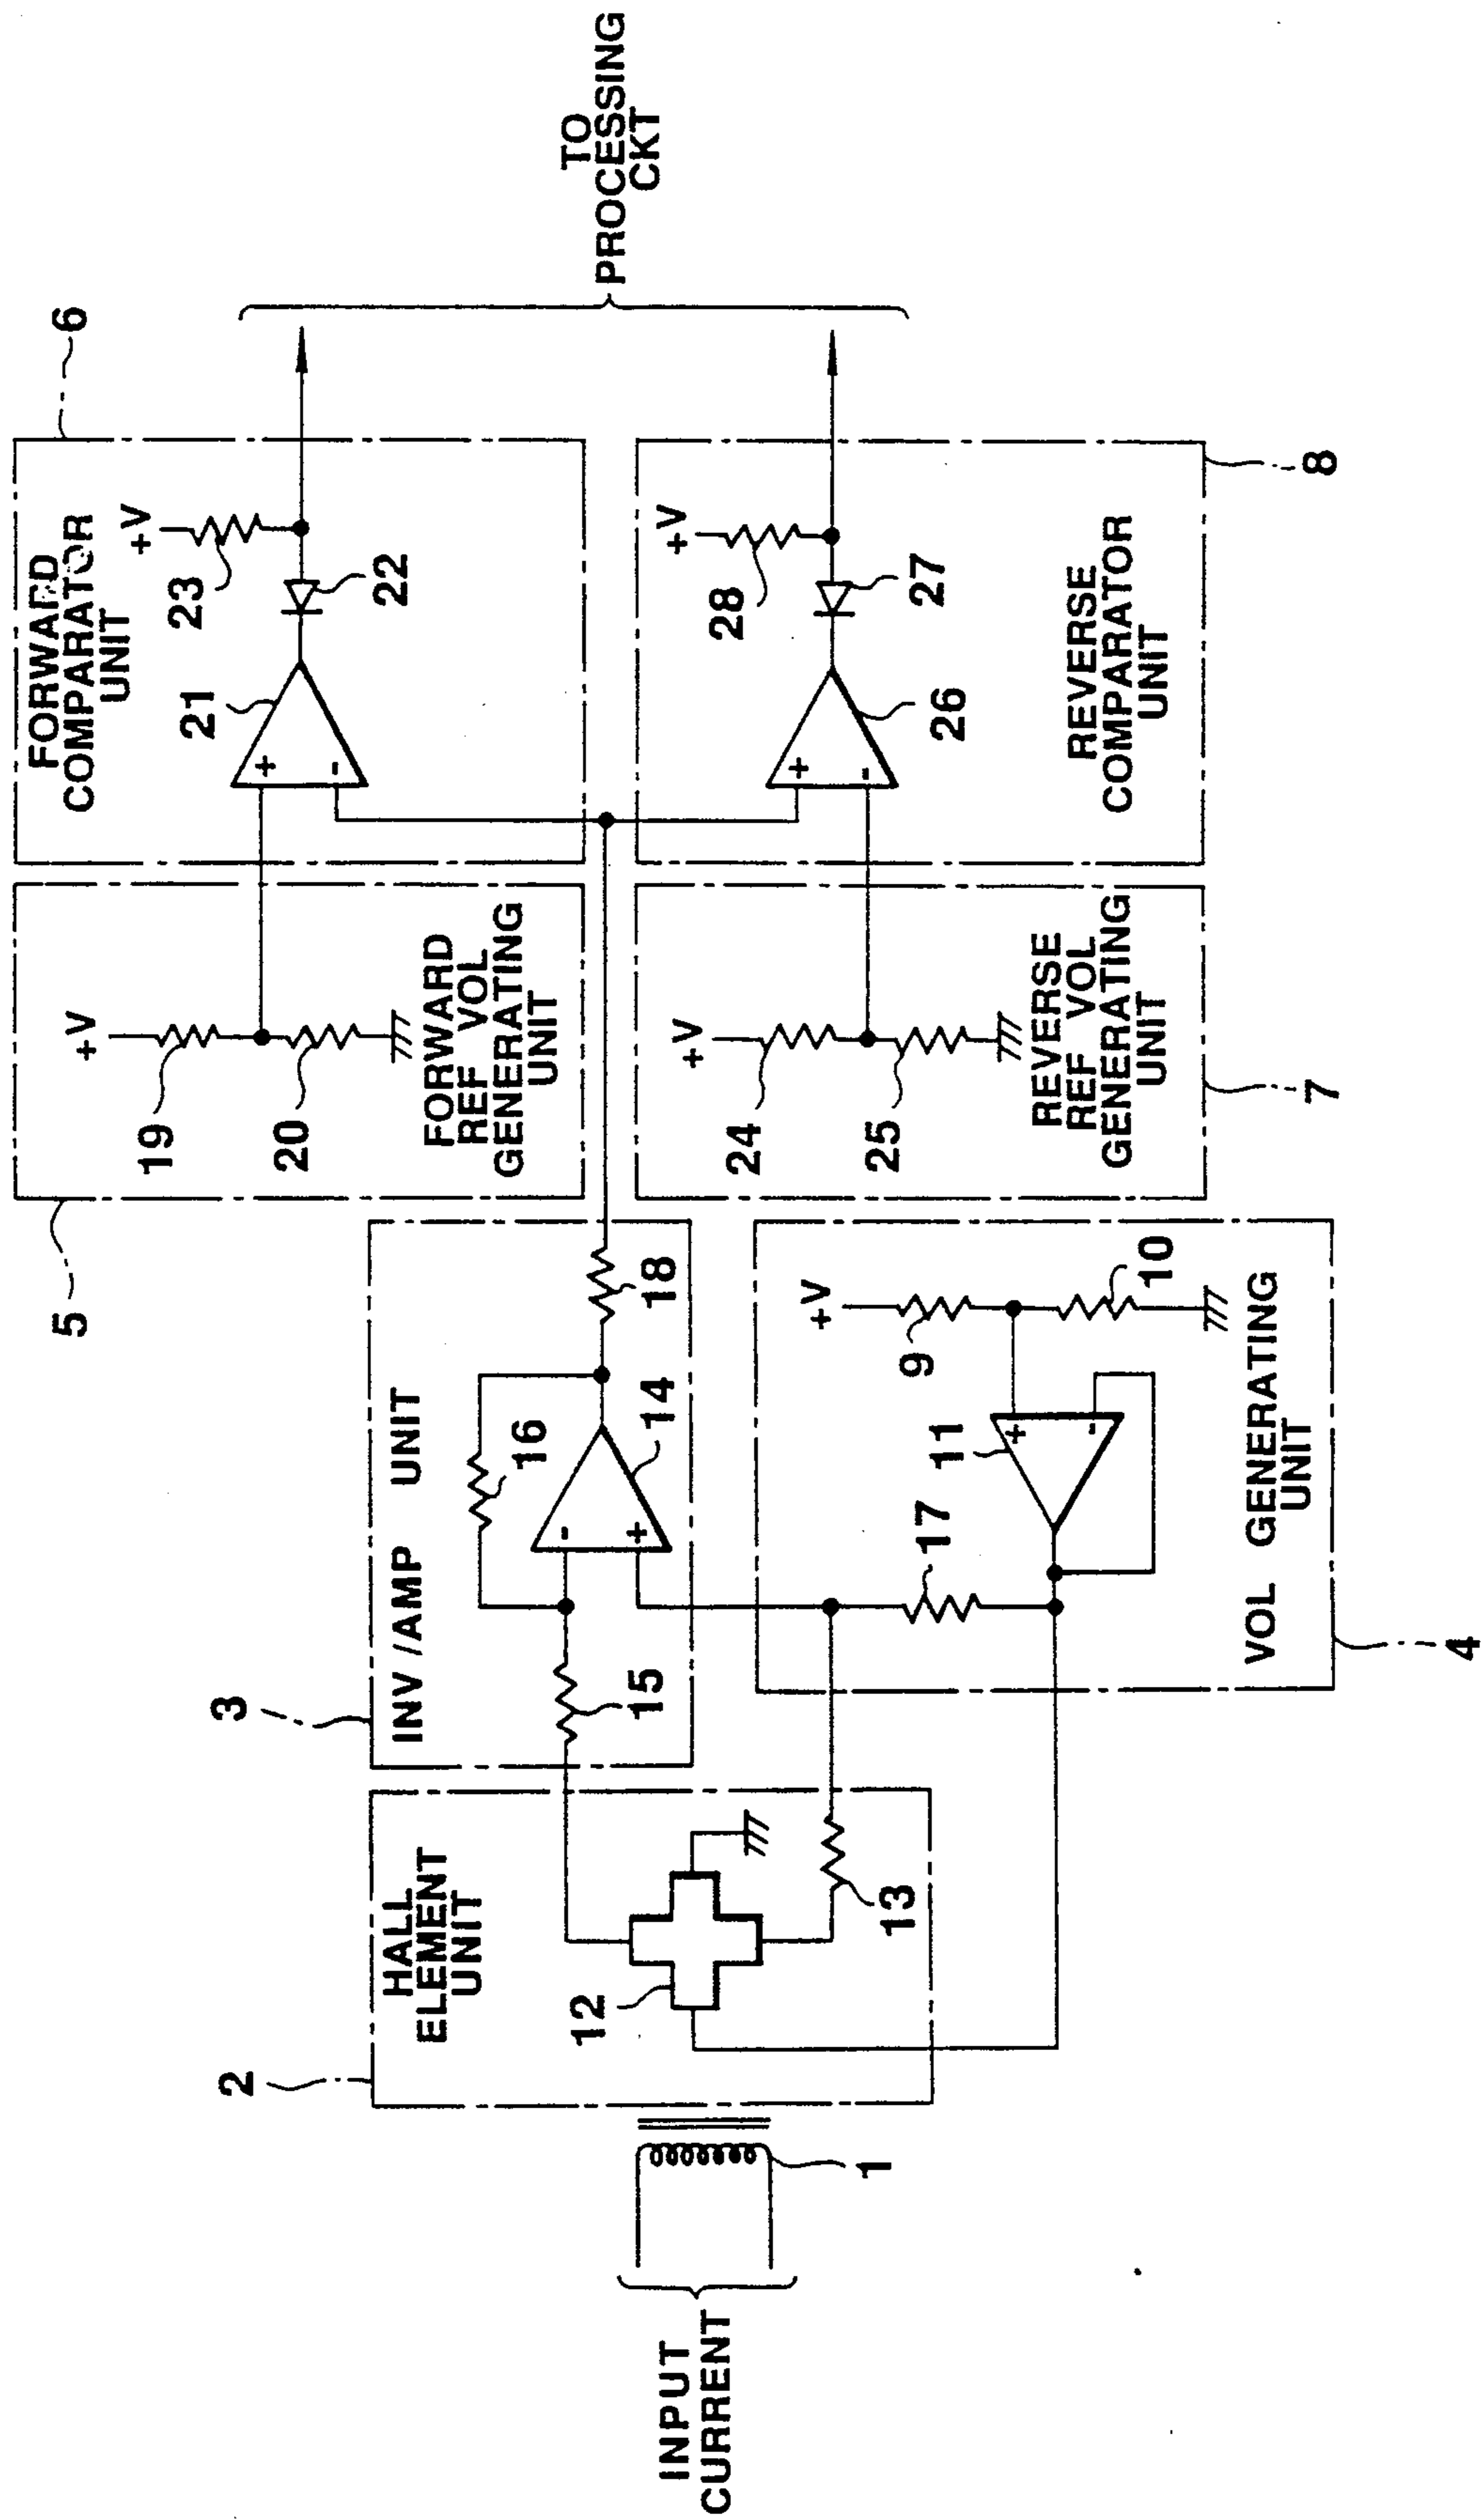 INPUT
CURRENT
1
2
HALL
ELEMENT
UNIT
12
13
3
INV/AMP UNIT
15
16
-
+
14
18
4
VOL GENERATING
UNIT
17
11
+
-
+V
9
10
5
+V
19
20
FORWARD
REF VOL
GENERATING
UNIT
+V
24
25
REVERSE
REF VOL
GENERATING
UNIT
7
6
FORWARD
COMPARATOR
UNIT
21
+
-
+V
23
22
+
-
26
+V
28
27
REVERSE
COMPARATOR
UNIT
8
TO
PROCESSING
CKT